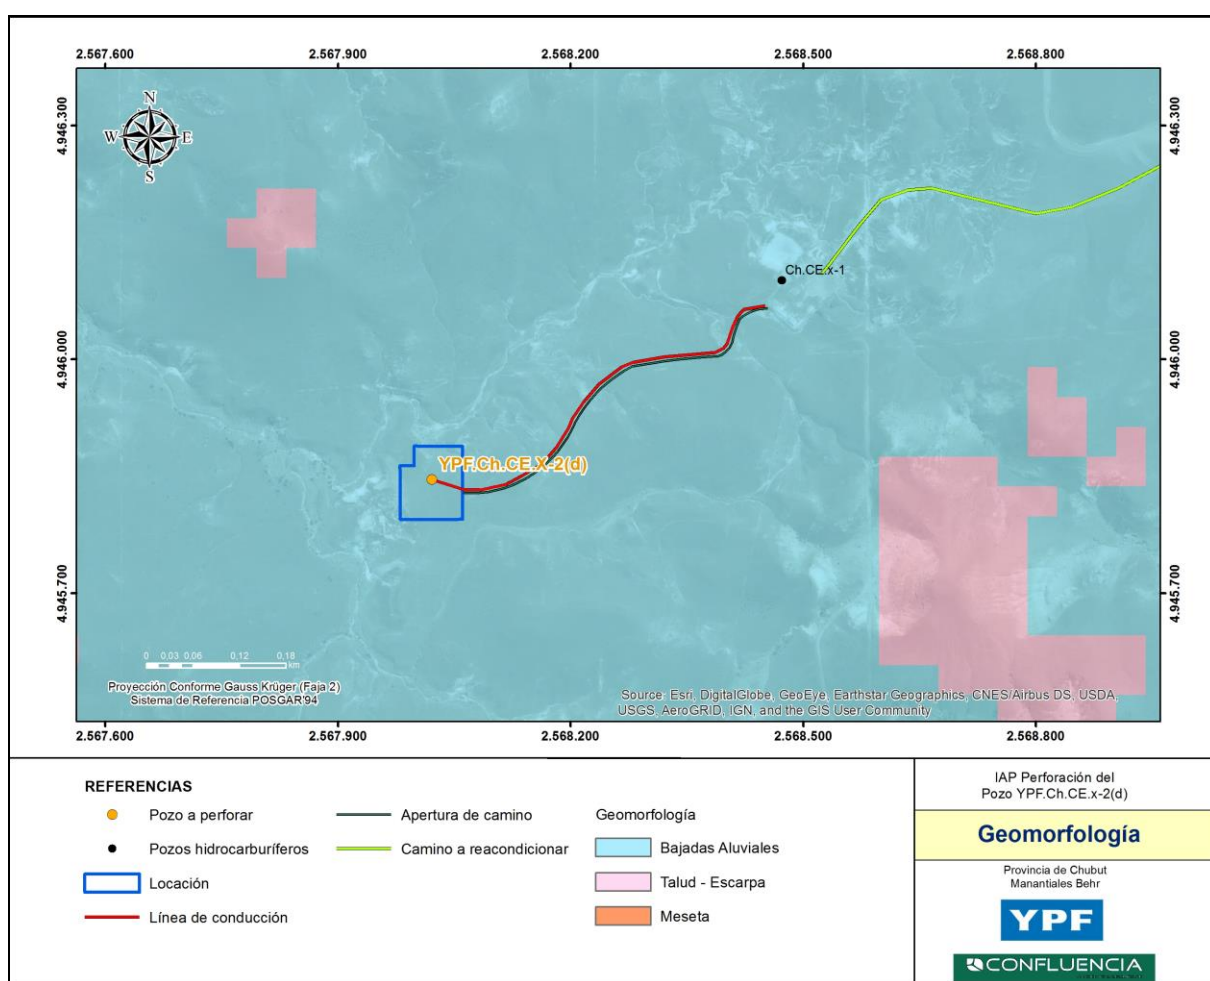 2.567.600 2.567.900 2.568.200 2.568.500 2.568.800
4.946.300 4.946.300
N
W E
S
Ch.CE.x-1
4.946.000 4.946.000
YPF.Ch.CE.X-2(d)
4.945.700 4.945.700
0 0,03 0,06 0,12 0,18
km
Proyección Conforme Gauss Krüger (Faja 2)
Sistema de Referencia POSGAR'94
Source: Esri, DigitalGlobe, GeoEye, Earthstar Geographics, CNES/Airbus DS, USDA,
USGS, AeroGRID, IGN, and the GIS User Community
2.567.600 2.567.900 2.568.200 2.568.500 2.568.800
REFERENCIAS
Pozo a perforar
Pozos hidrocarburíferos
Locación
Línea de conducción
Apertura de camino
Camino a reacondicionar
Geomorfología
Bajadas Aluviales
Talud - Escarpa
Meseta
IAP Perforación del
Pozo YPF.Ch.CE.x-2(d)
Geomorfología
Provincia de Chubut
Manantiales Behr
YPF
CONFLUENCIA